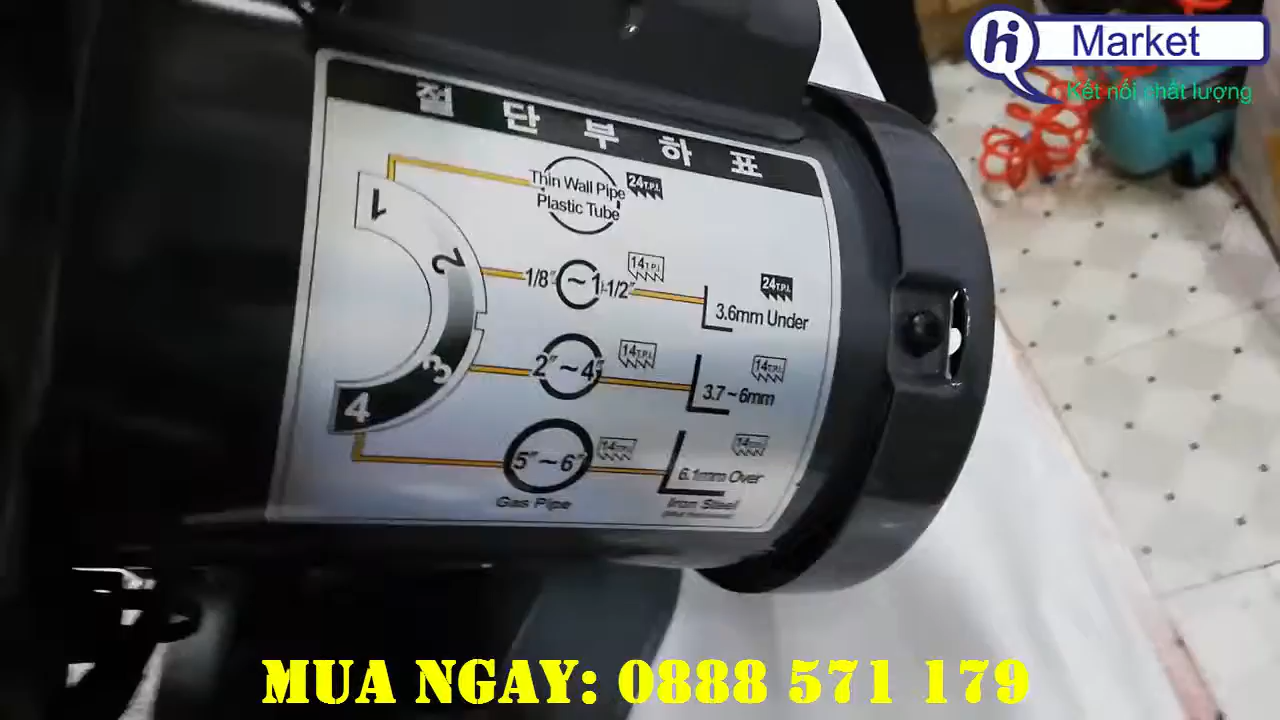 hi Market
Kết nối chất lượng
절단부하표
1
Thin Wall Pipe
Plastic Tube
24T.P.I.
2
1/8"~1-1/2"
14T.P.I.
24T.P.I.
3.6mm Under
3
2"~4"
14T.P.I.
14T.P.I.
3.7~6mm
4
5"~6"
14T.P.I.
14T.P.I.
6.1mm Over
Gas Pipe
Iron Steel
MUA NGAY: 0888 571 179